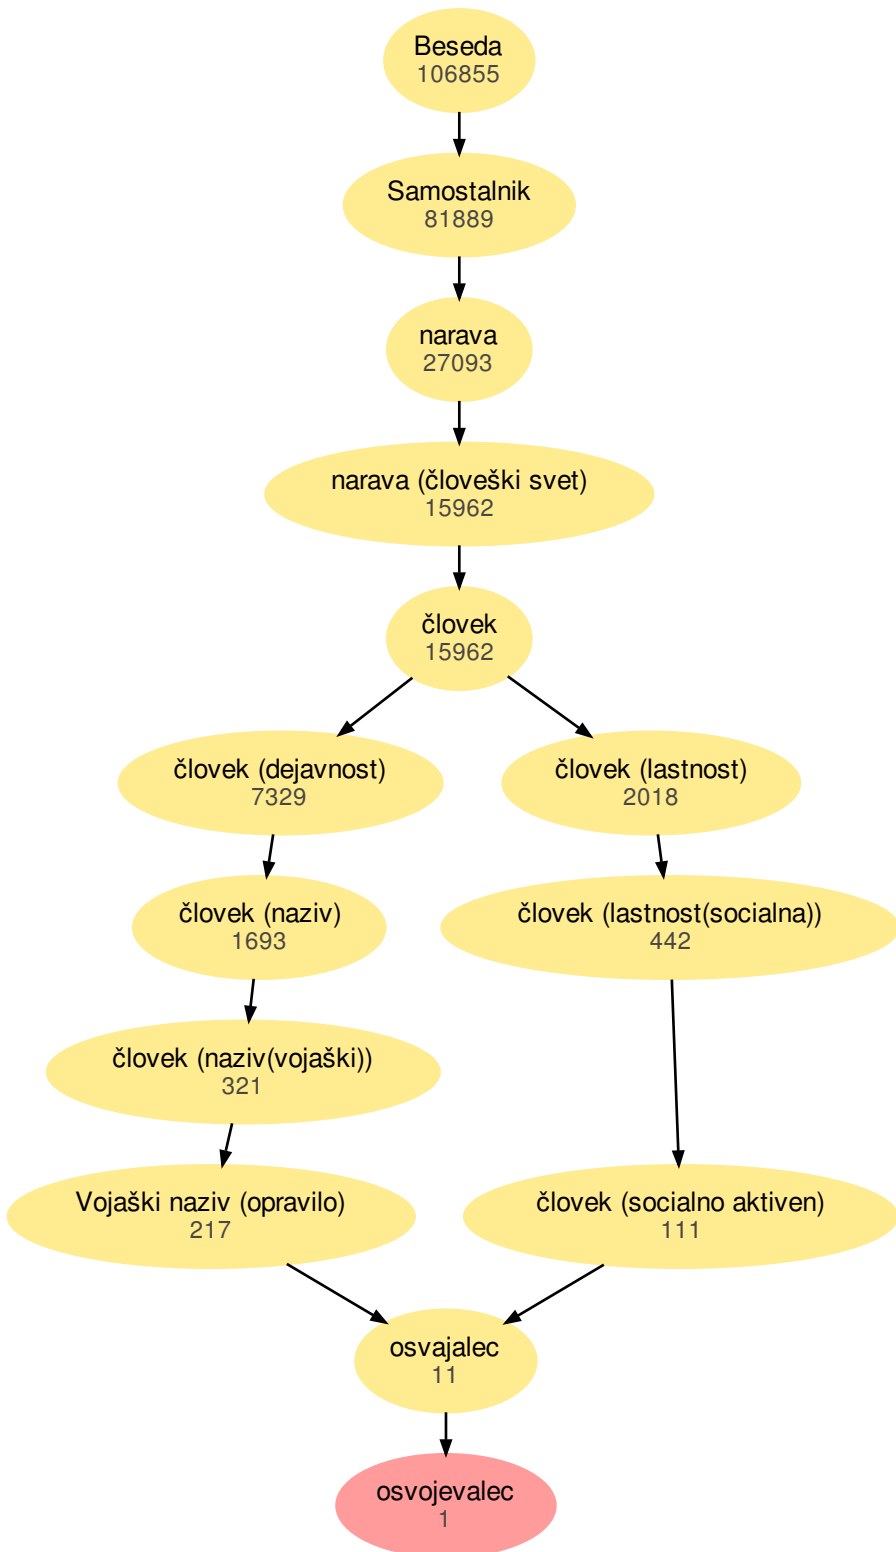 Beseda
106855
Samostalnik
81889
narava
27093
narava (človeški svet)
15962
človek
15962
človek (dejavnost)
7329
človek (lastnost)
2018
človek (naziv)
1693
človek (lastnost(socialna))
442
človek (naziv(vojaški))
321
Vojaški naziv (opravilo)
217
človek (socialno aktiven)
111
osvajalec
11
osvojevalec
1